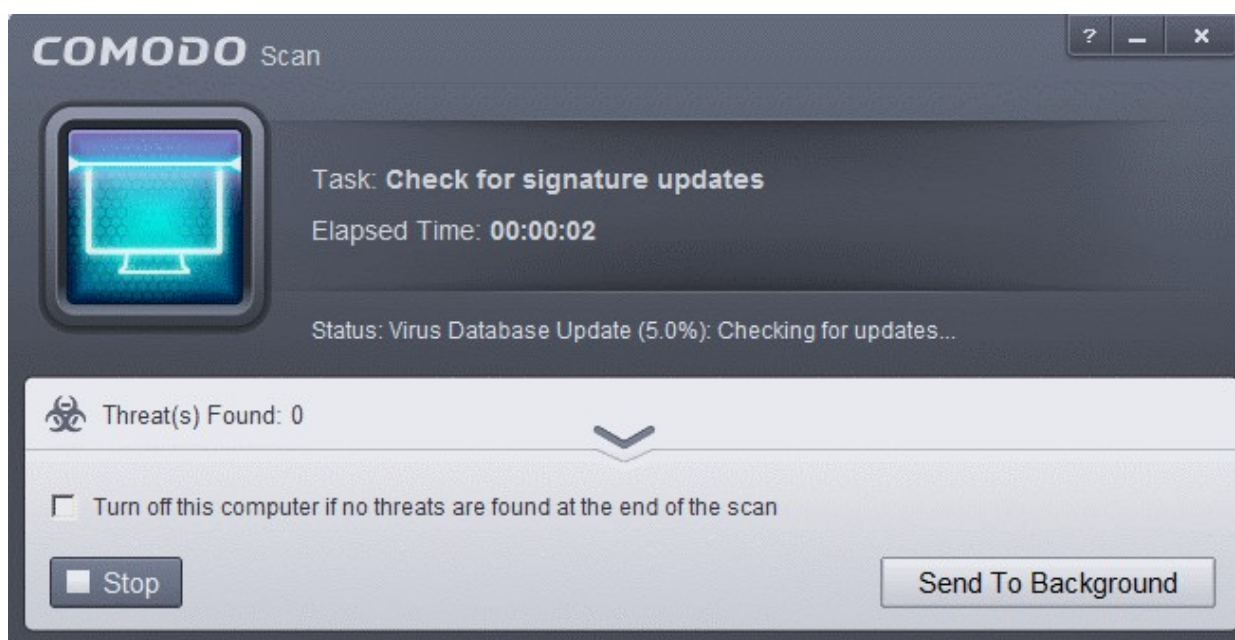 COMODO Scan
? – x
Task: Check for signature updates
Elapsed Time: 00:00:02
Status: Virus Database Update (5.0%): Checking for updates...
Threat(s) Found: 0
Turn off this computer if no threats are found at the end of the scan
Stop
Send To Background